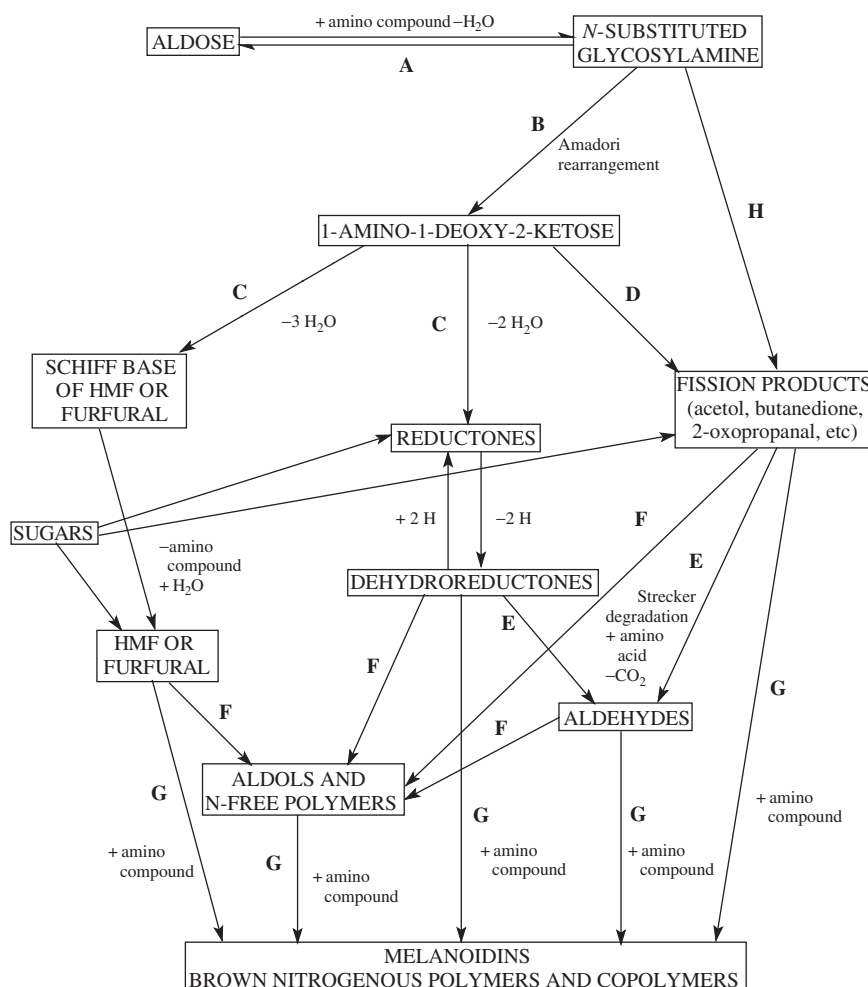 + amino compound –H2O
ALDOSE
A
N-SUBSTITUTED
GLYCOSYLAMINE
B
Amadori
rearrangement
H
1-AMINO-1-DEOXY-2-KETOSE
C
–3 H2O
C
–2 H2O
D
SCHIFF BASE
OF HMF OR
FURFURAL
FISSION PRODUCTS
(acetol, butanedione,
2-oxopropanal, etc)
REDUCTONES
SUGARS
+ 2 H
–2 H
F
E
–amino
compound
+ H2O
DEHYDROREDUCTONES
Strecker
degradation
+ amino
acid
–CO2
E
HMF OR
FURFURAL
F
F
G
ALDEHYDES
F
ALDOLS AND
N-FREE POLYMERS
G
+ amino
compound
G
+ amino
compound
G
+ amino
compound
G
+ amino
compound
+ amino
compound
MELANOIDINS
BROWN NITROGENOUS POLYMERS AND COPOLYMERS